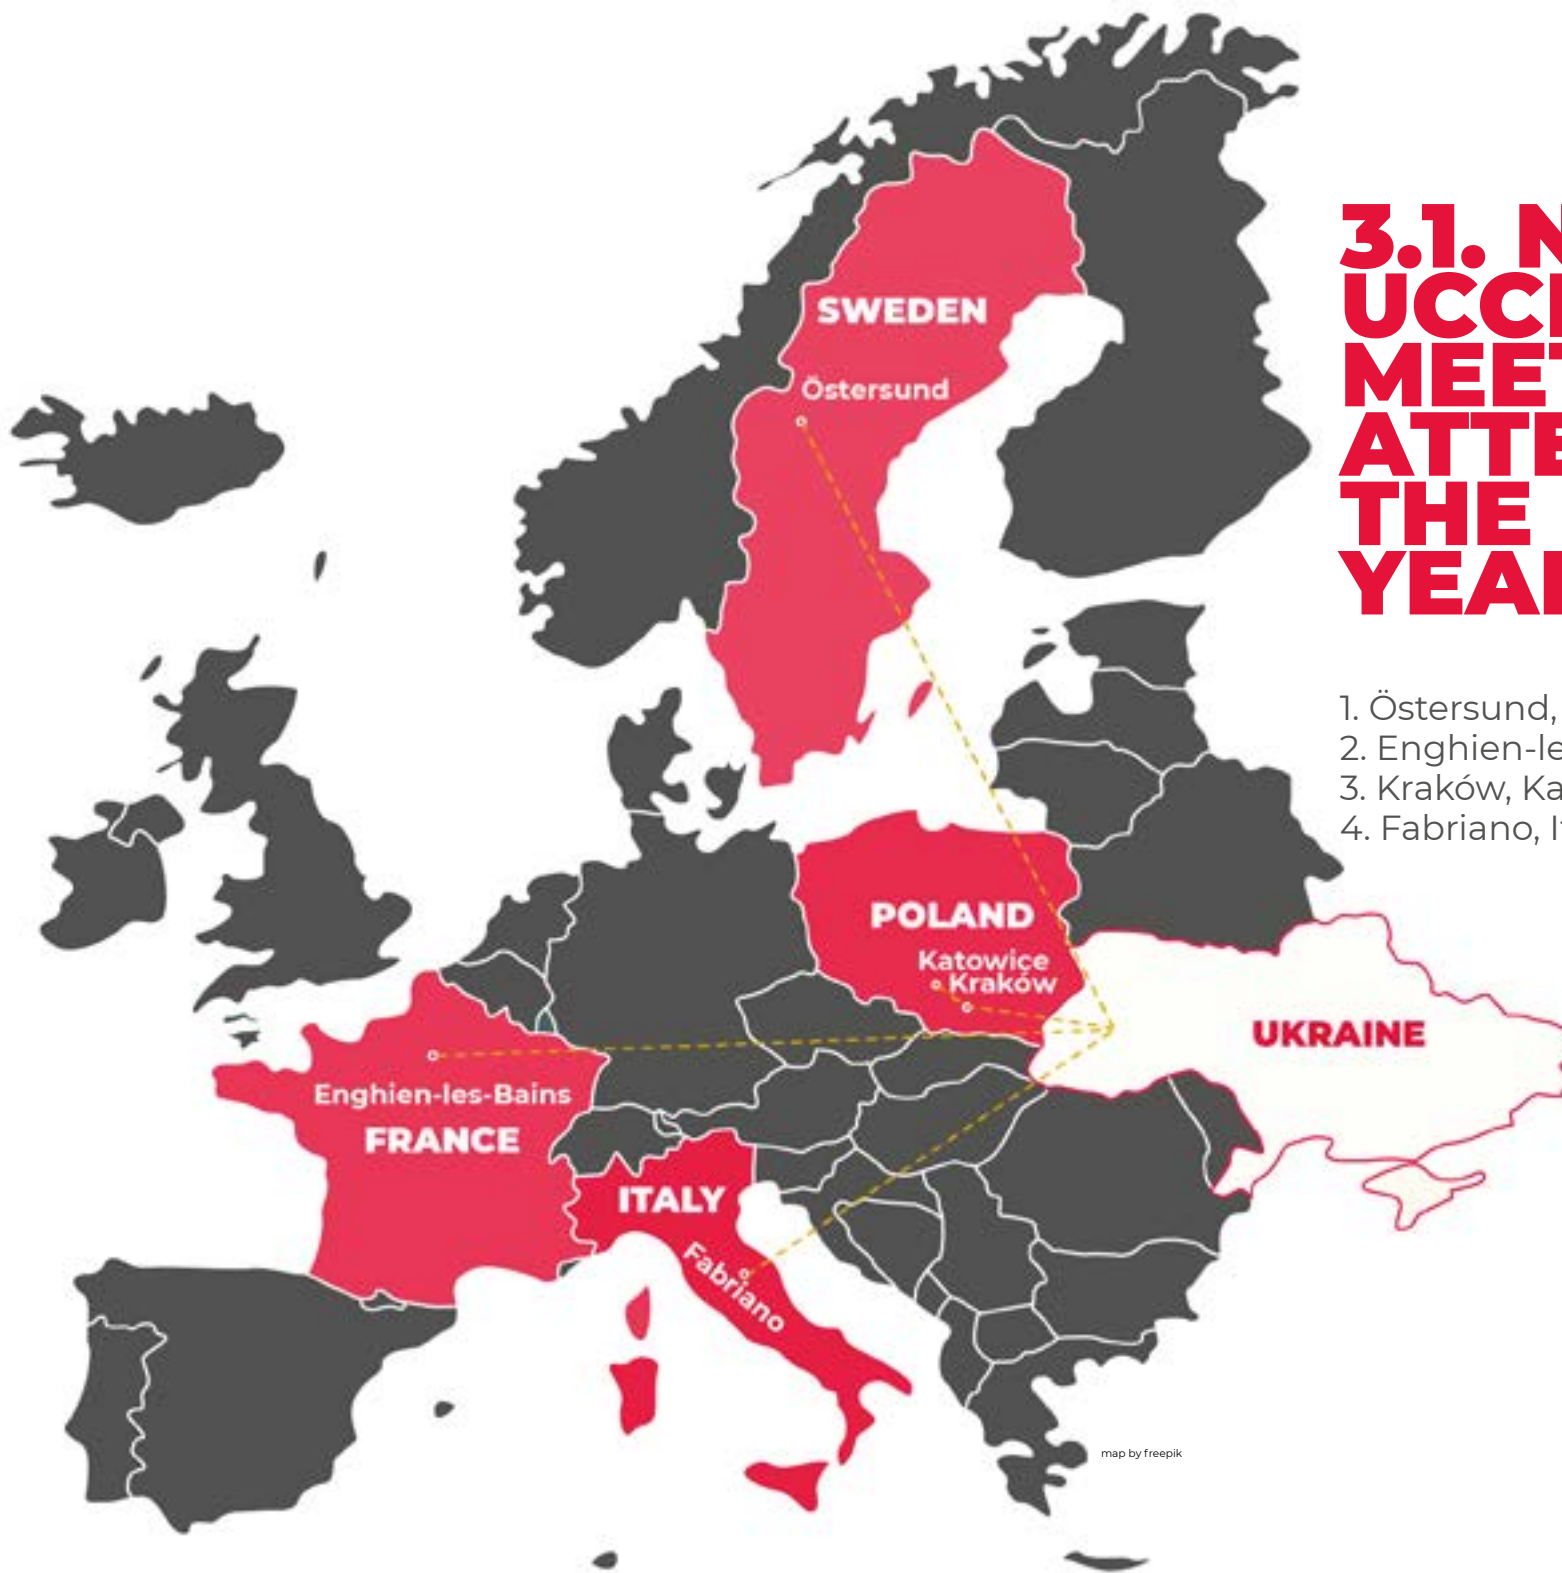 SWEDEN
Östersund
POLAND
Katowice
Kraków
UKRAINE
Enghien-les-Bains
FRANCE
ITALY
Fabriano
map by freepik
3.1. N
UCC
MEE
ATTE
THE
YEA
1. Östersund,
2. Enghien-le
3. Kraków, Ka
4. Fabriano, It